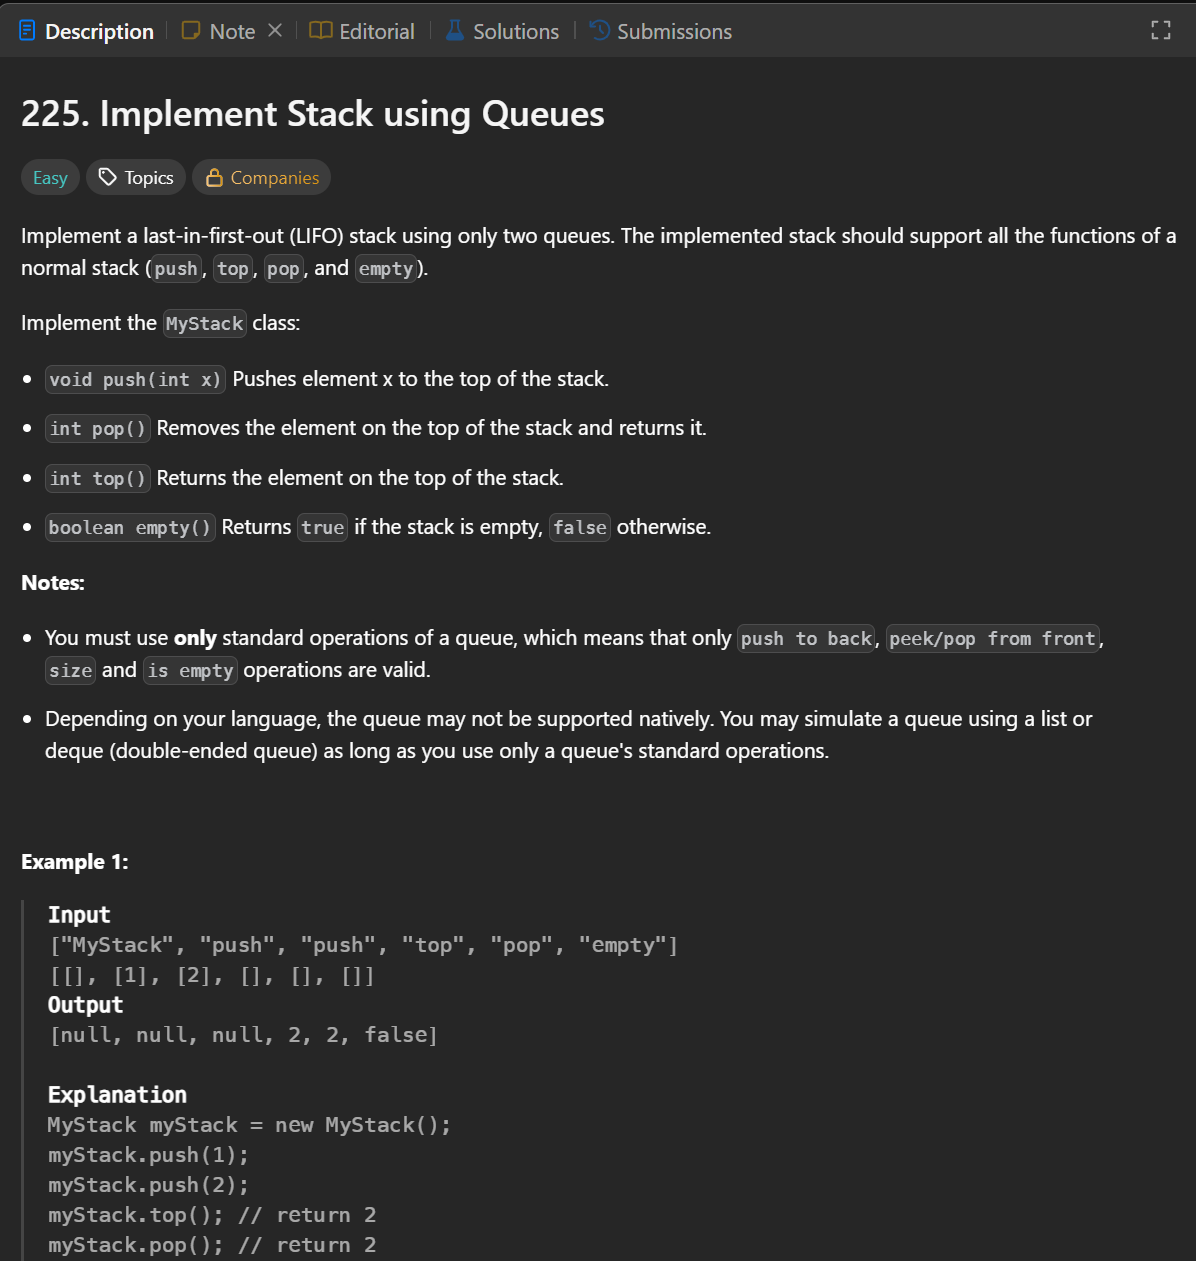 Description
Note
Editorial
Solutions
Submissions
225. Implement Stack using Queues
Easy
Topics
Companies
Implement a last-in-first-out (LIFO) stack using only two queues. The implemented stack should support all the functions of a
normal stack (push, top, pop, and empty).
Implement the MyStack class:
• void push(int x) Pushes element x to the top of the stack.
• int pop() Removes the element on the top of the stack and returns it.
• int top() Returns the element on the top of the stack.
• boolean empty() Returns true if the stack is empty, false otherwise.
Notes:
• You must use only standard operations of a queue, which means that only push to back, peek/pop from front,
size and is empty operations are valid.
• Depending on your language, the queue may not be supported natively. You may simulate a queue using a list or
deque (double-ended queue) as long as you use only a queue's standard operations.
Example 1:
Input
["MyStack", "push", "push", "top", "pop", "empty"]
[[], [1], [2], [], [], []]
Output
[null, null, null, 2, 2, false]
Explanation
MyStack myStack = new MyStack();
myStack.push(1);
myStack.push(2);
myStack.top(); // return 2
myStack.pop(); // return 2